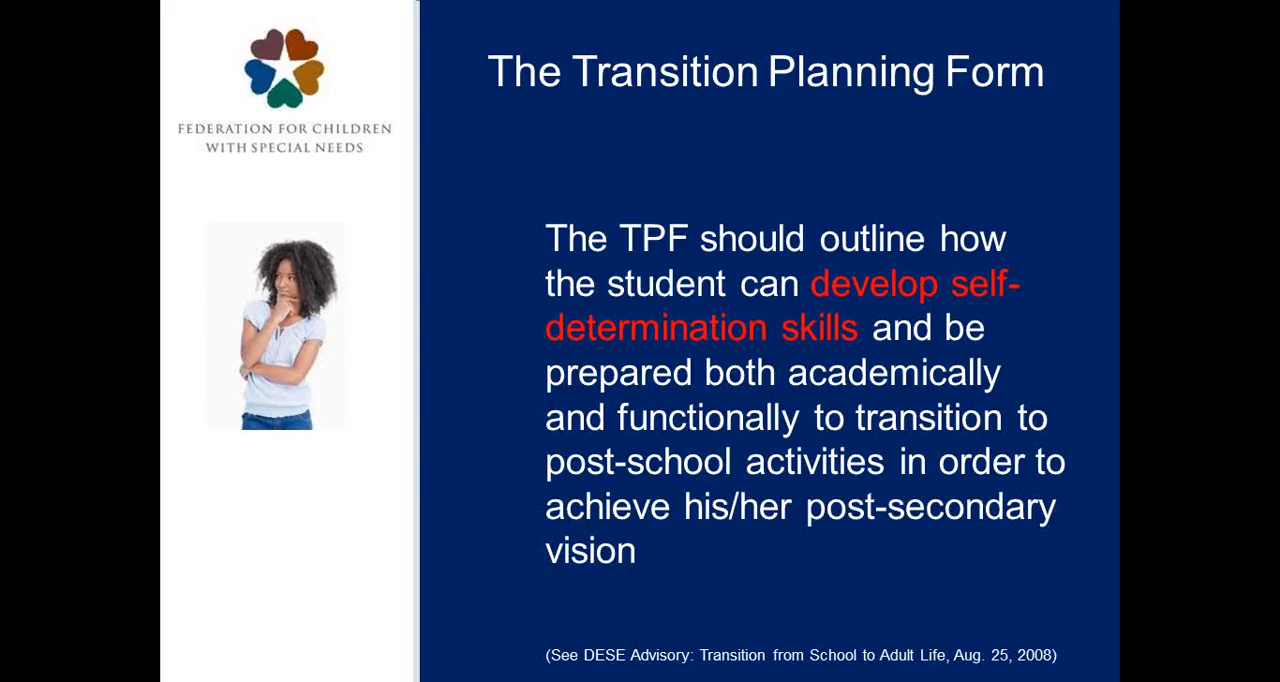 FEDERATION FOR CHILDREN
WITH SPECIAL NEEDS
The Transition Planning Form
The TPF should outline how
the student can develop self-
determination skills and be
prepared both academically
and functionally to transition to
post-school activities in order to
achieve his/her post-secondary
vision
(See DESE Advisory: Transition from School to Adult Life, Aug. 25, 2008)